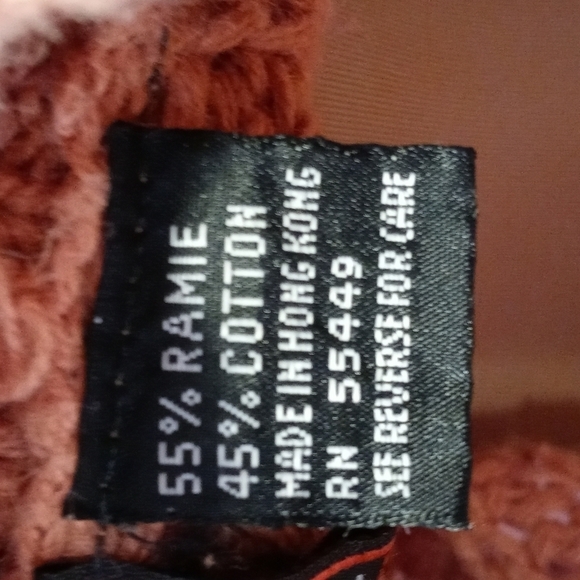 55% RAMIE
45% COTTON
MADE IN HONG KONG
RN 55449
SEE REVERSE FOR CARE